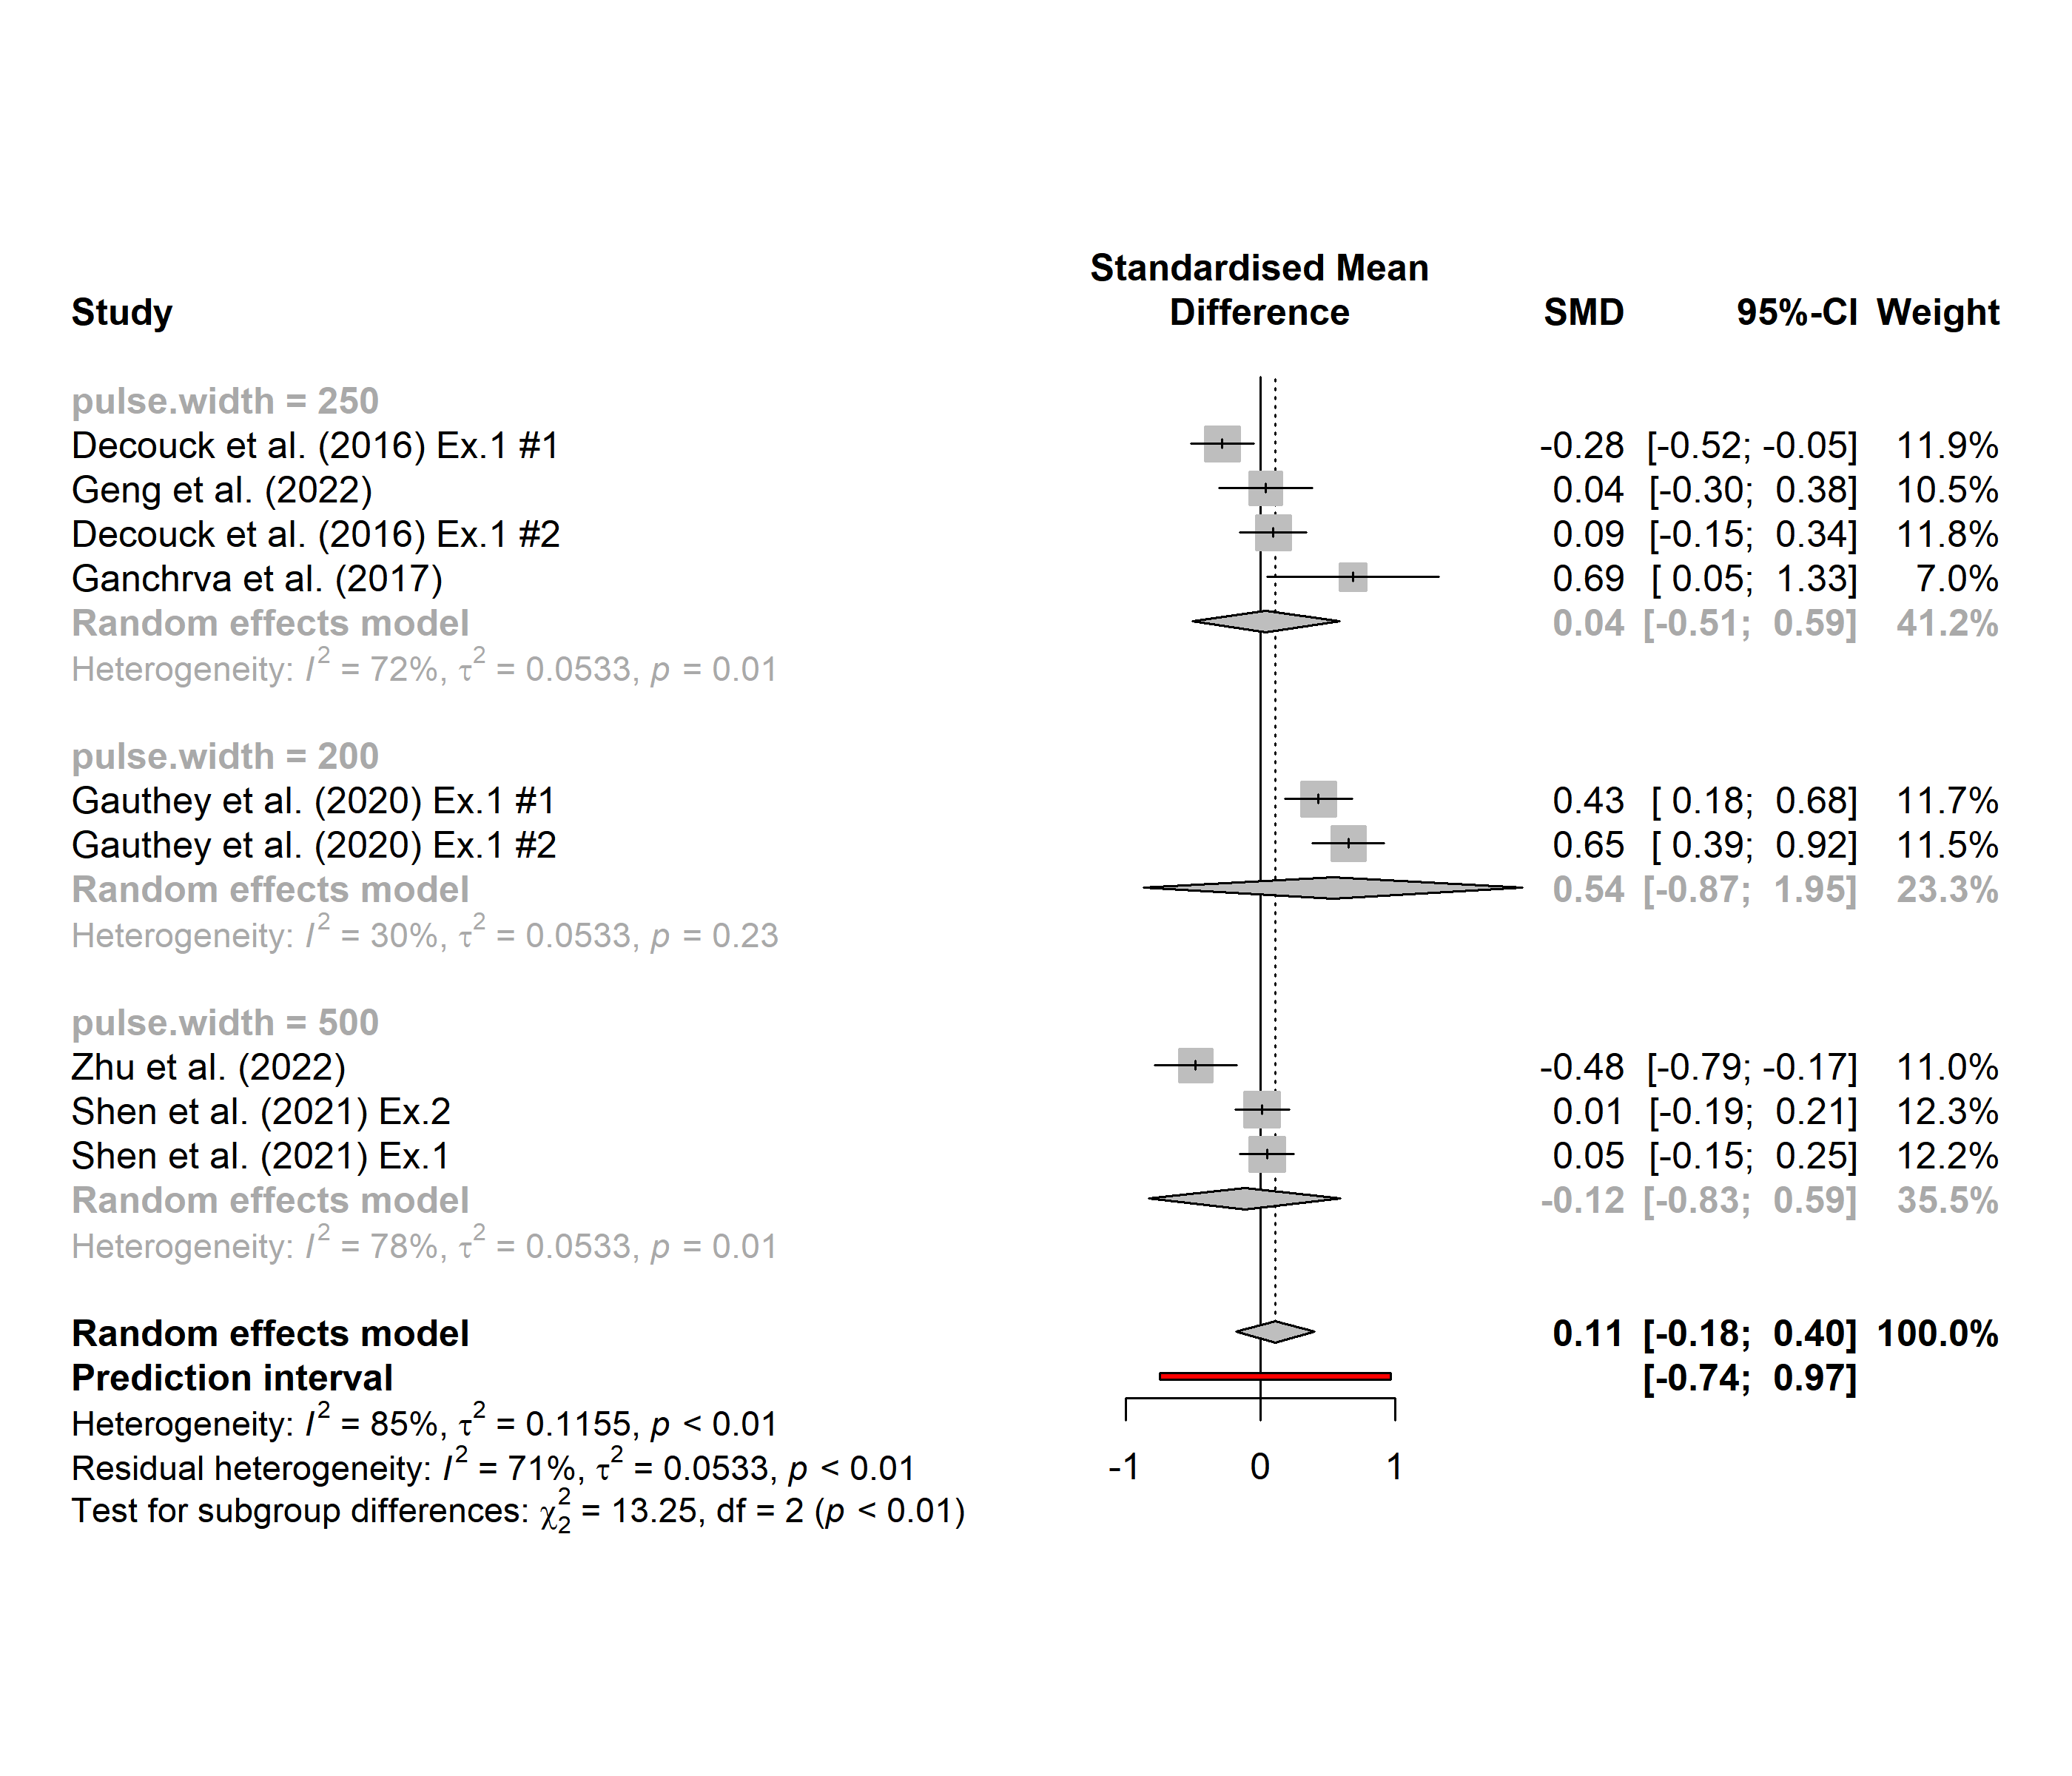 Standardised Mean
Study Difference SMD 95%-CI Weight
pulse.width = 250
Decouck et al. (2016) Ex.1 #1 -0.28 [-0.52; -0.05] 11.9%
Geng et al. (2022) 0.04 [-0.30; 0.38] 10.5%
Decouck et al. (2016) Ex.1 #2 0.09 [-0.15; 0.34] 11.8%
Ganchrva et al. (2017) 0.69 [ 0.05; 1.33] 7.0%
Random effects model 0.04 [-0.51; 0.59] 41.2%
Heterogeneity: I² = 72%, τ² = 0.0533, p = 0.01
pulse.width = 200
Gauthey et al. (2020) Ex.1 #1 0.43 [ 0.18; 0.68] 11.7%
Gauthey et al. (2020) Ex.1 #2 0.65 [ 0.39; 0.92] 11.5%
Random effects model 0.54 [-0.87; 1.95] 23.3%
Heterogeneity: I² = 30%, τ² = 0.0533, p = 0.23
pulse.width = 500
Zhu et al. (2022) -0.48 [-0.79; -0.17] 11.0%
Shen et al. (2021) Ex.2 0.01 [-0.19; 0.21] 12.3%
Shen et al. (2021) Ex.1 0.05 [-0.15; 0.25] 12.2%
Random effects model -0.12 [-0.83; 0.59] 35.5%
Heterogeneity: I² = 78%, τ² = 0.0533, p = 0.01
Random effects model 0.11 [-0.18; 0.40] 100.0%
Prediction interval [-0.74; 0.97]
Heterogeneity: I² = 85%, τ² = 0.1155, p < 0.01
Residual heterogeneity: I² = 71%, τ² = 0.0533, p < 0.01 -1 0 1
Test for subgroup differences: χ²₂ = 13.25, df = 2 (p < 0.01)